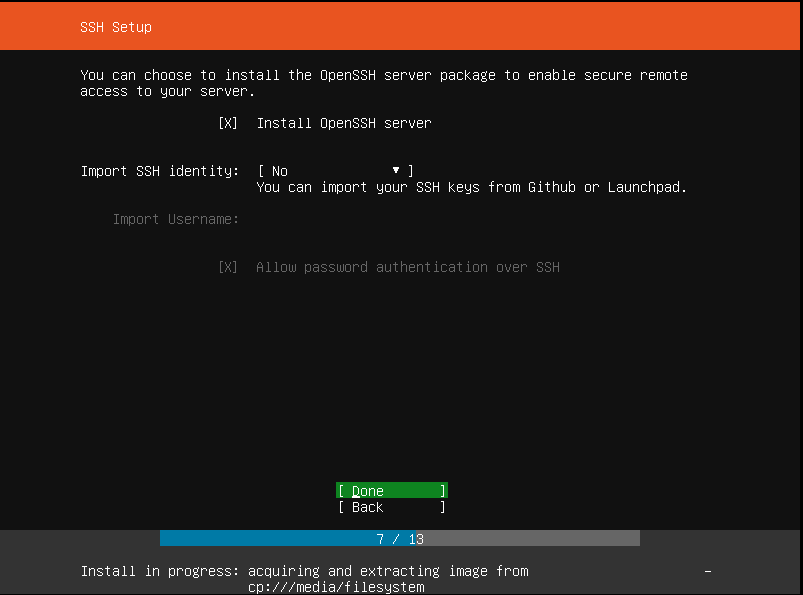 SSH Setup
You can choose to install the OpenSSH server package to enable secure remote
access to your server.
[X] Install OpenSSH server
Import SSH identity: [ No ▾ ]
You can import your SSH keys from Github or Launchpad.
Import Username:
[X] Allow password authentication over SSH
[ Done ]
[ Back ]
7 / 13
Install in progress: acquiring and extracting image from
cp:///media/filesystem